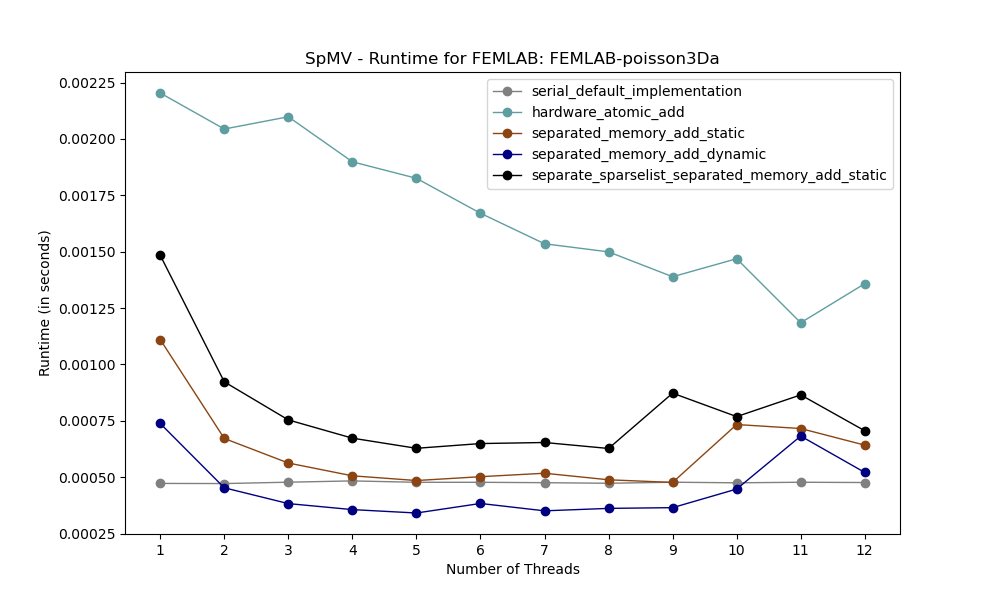 SpMV - Runtime for FEMLAB: FEMLAB-poisson3Da
serial_default_implementation
hardware_atomic_add
separated_memory_add_static
separated_memory_add_dynamic
separate_sparselist_separated_memory_add_static
Runtime (in seconds)
0.00225
0.00200
0.00175
0.00150
0.00125
0.00100
0.00075
0.00050
0.00025
1 2 3 4 5 6 7 8 9 10 11 12
Number of Threads